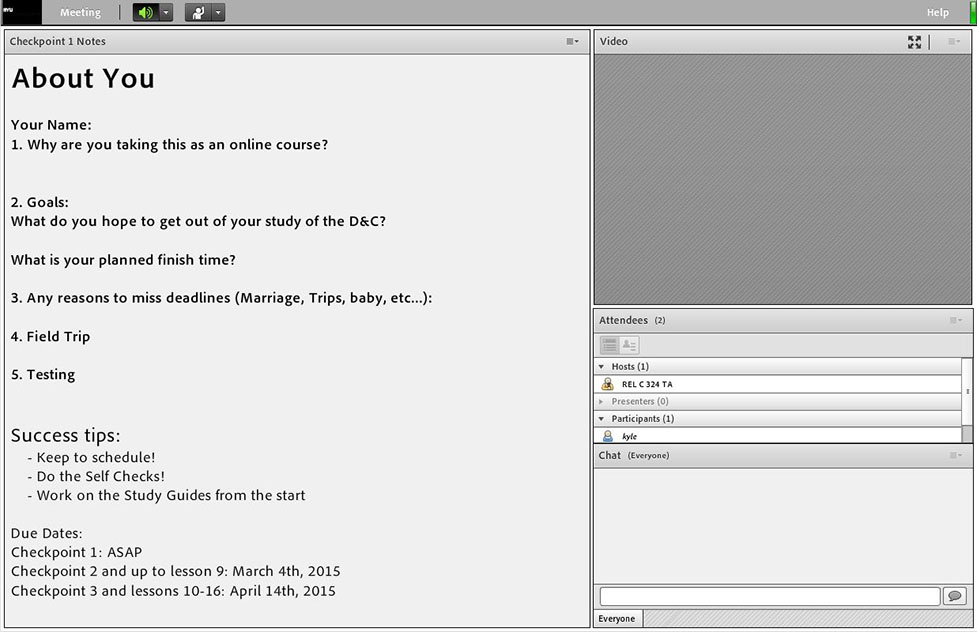 Meeting
Help
Checkpoint 1 Notes
About You
Your Name:
1. Why are you taking this as an online course?
2. Goals:
What do you hope to get out of your study of the D&C?
What is your planned finish time?
3. Any reasons to miss deadlines (Marriage, Trips, baby, etc...):
4. Field Trip
5. Testing
Success tips:
- Keep to schedule!
- Do the Self Checks!
- Work on the Study Guides from the start
Due Dates:
Checkpoint 1: ASAP
Checkpoint 2 and up to lesson 9: March 4th, 2015
Checkpoint 3 and lessons 10-16: April 14th, 2015
Video
Attendees (2)
Hosts (1)
REL C 324 TA
Presenters (0)
Participants (1)
kyle
Chat (Everyone)
Everyone